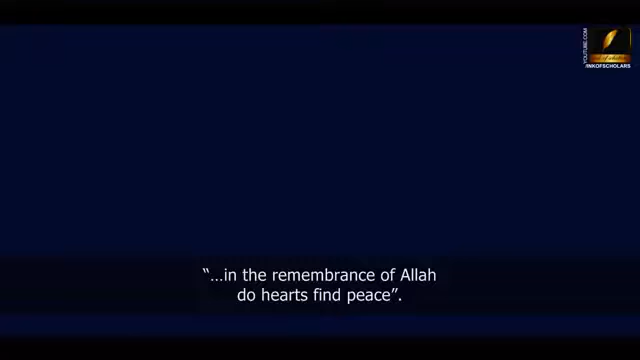 YOUTUBE.COM
/INKOFSCHOLARS
“…in the remembrance of Allah
do hearts find peace”.